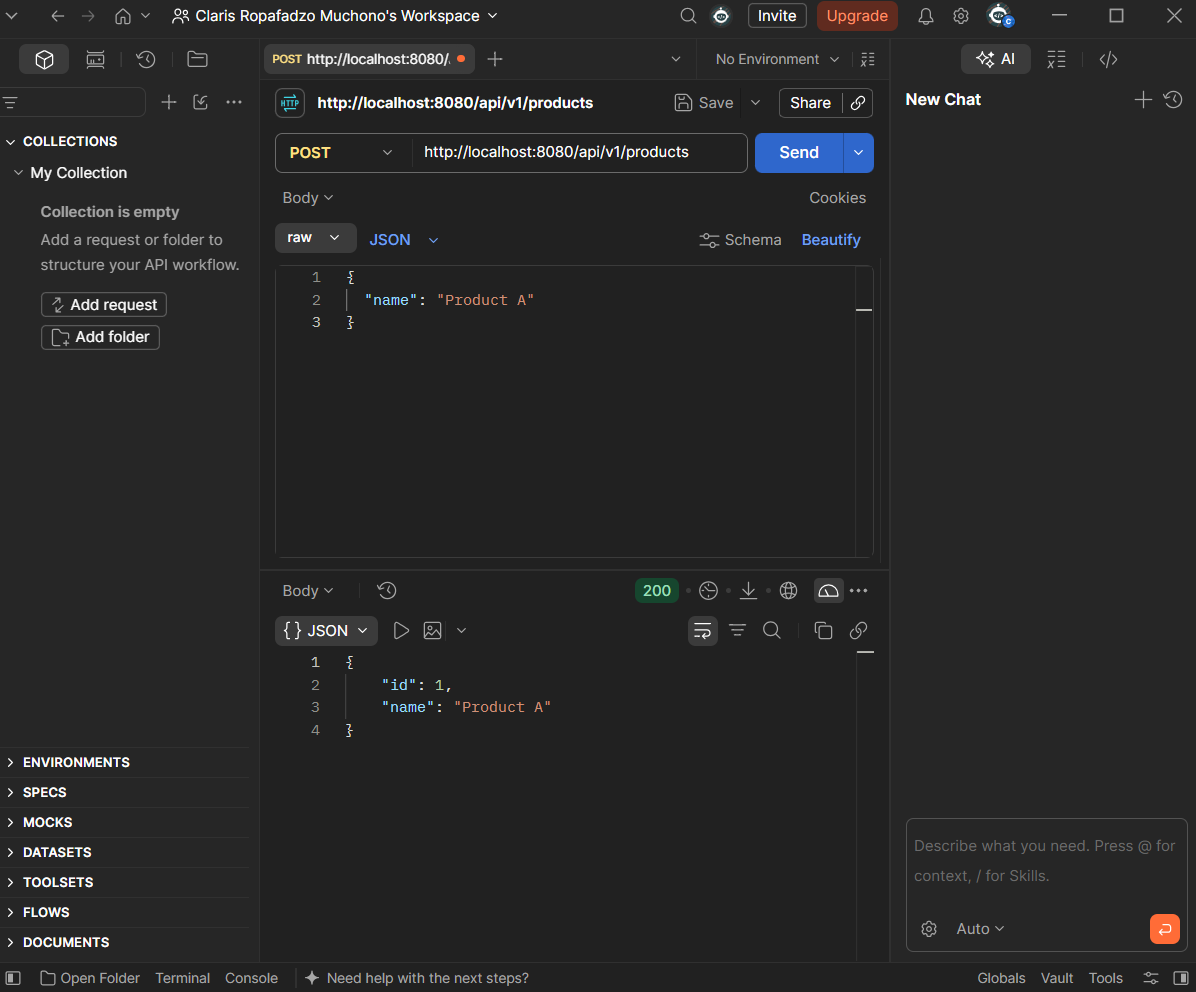 Claris Ropafadzo Muchono's Workspace
Invite
Upgrade
POST http://localhost:8080/.
No Environment
AI
HTTP
http://localhost:8080/api/v1/products
Save
Share
New Chat
COLLECTIONS
My Collection
Collection is empty
Add a request or folder to
structure your API workflow.
Add request
Add folder
POST
http://localhost:8080/api/v1/products
Send
Body
Cookies
raw
JSON
Schema
Beautify
1 {
2 "name": "Product A"
3 }
Body
200
{} JSON
1 {
2 "id": 1,
3 "name": "Product A"
4 }
ENVIRONMENTS
SPECS
MOCKS
DATASETS
TOOLSETS
FLOWS
DOCUMENTS
Describe what you need. Press @ for
context, / for Skills.
Auto
Open Folder
Terminal
Console
Need help with the next steps?
Globals
Vault
Tools